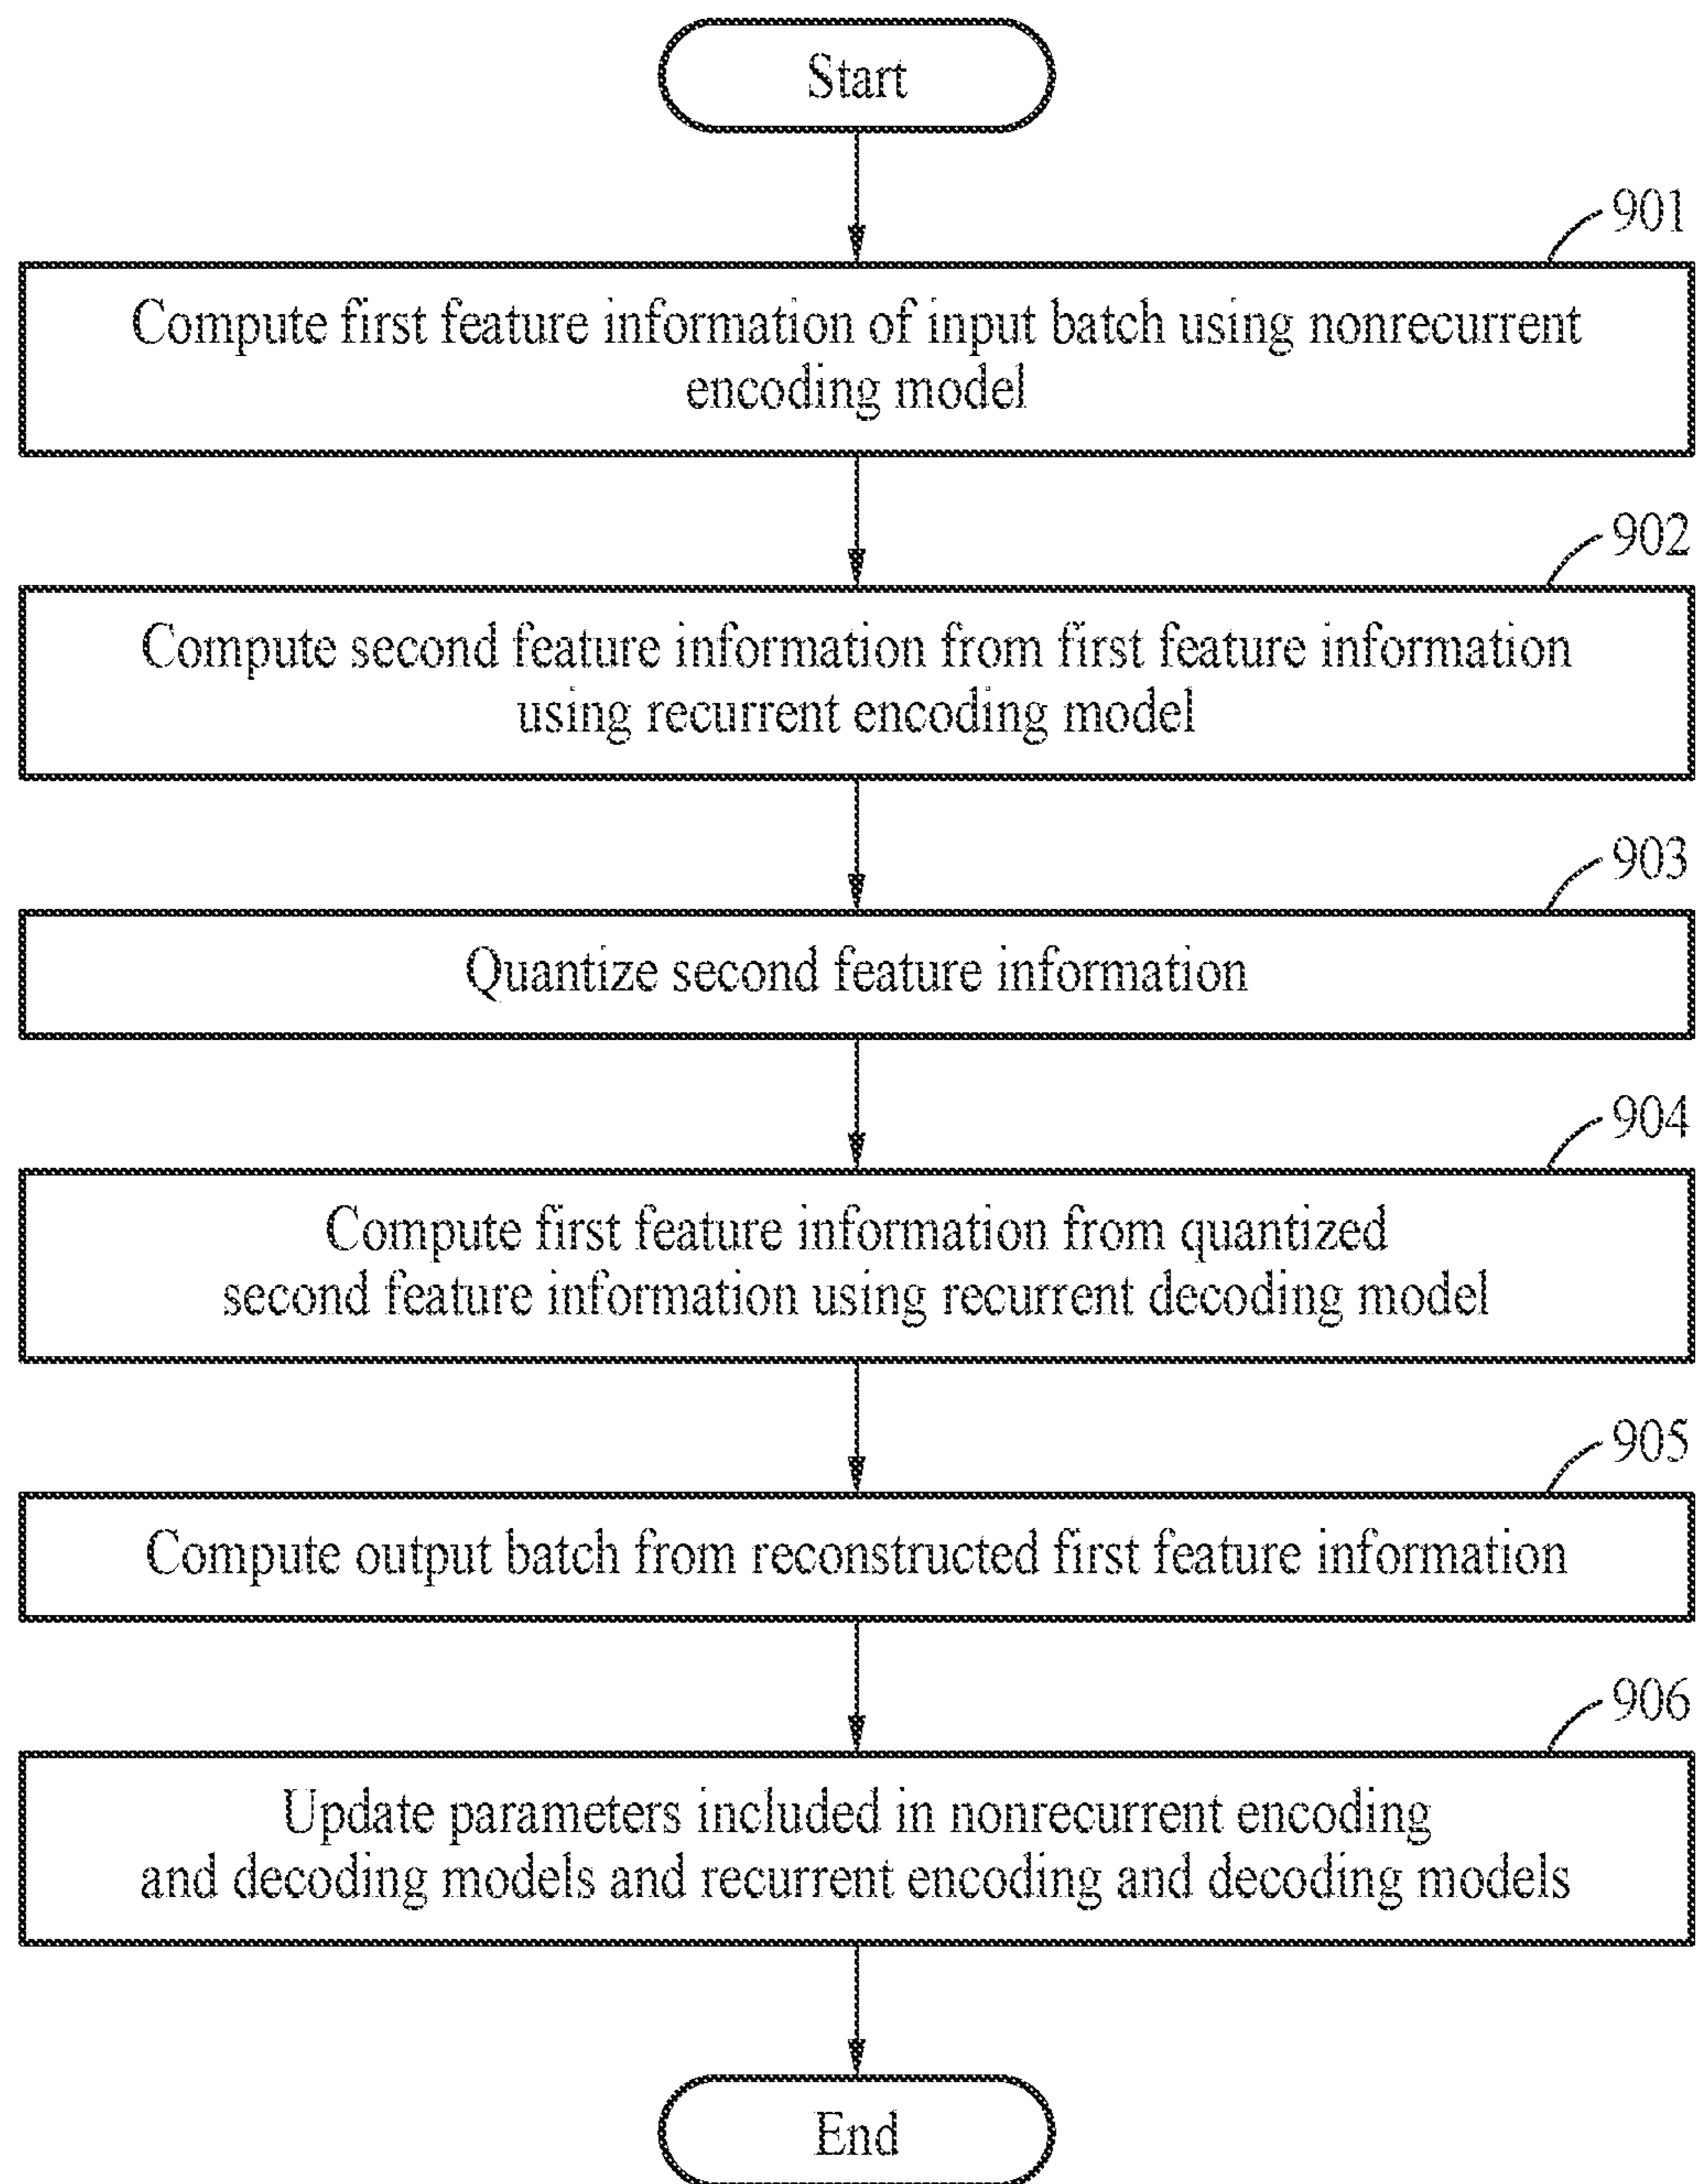 Start
901
Compute first feature information of input batch using nonrecurrent
encoding model
902
Compute second feature information from first feature information
using recurrent encoding model
903
Quantize second feature information
904
Compute first feature information from quantized
second feature information using recurrent decoding model
905
Compute output batch from reconstructed first feature information
906
Update parameters included in nonrecurrent encoding
and decoding models and recurrent encoding and decoding models
End